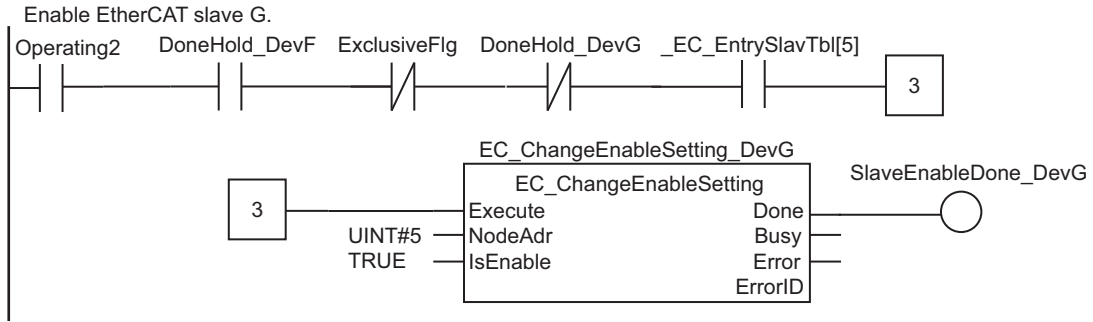 Enable EtherCAT slave G.
Operating2 DoneHold_DevF ExclusiveFlg DoneHold_DevG _EC_EntrySlavTbl[5]
3
EC_ChangeEnableSetting_DevG
EC_ChangeEnableSetting
SlaveEnableDone_DevG
3 Execute Done
UINT#5 NodeAdr Busy
TRUE IsEnable Error
ErrorID